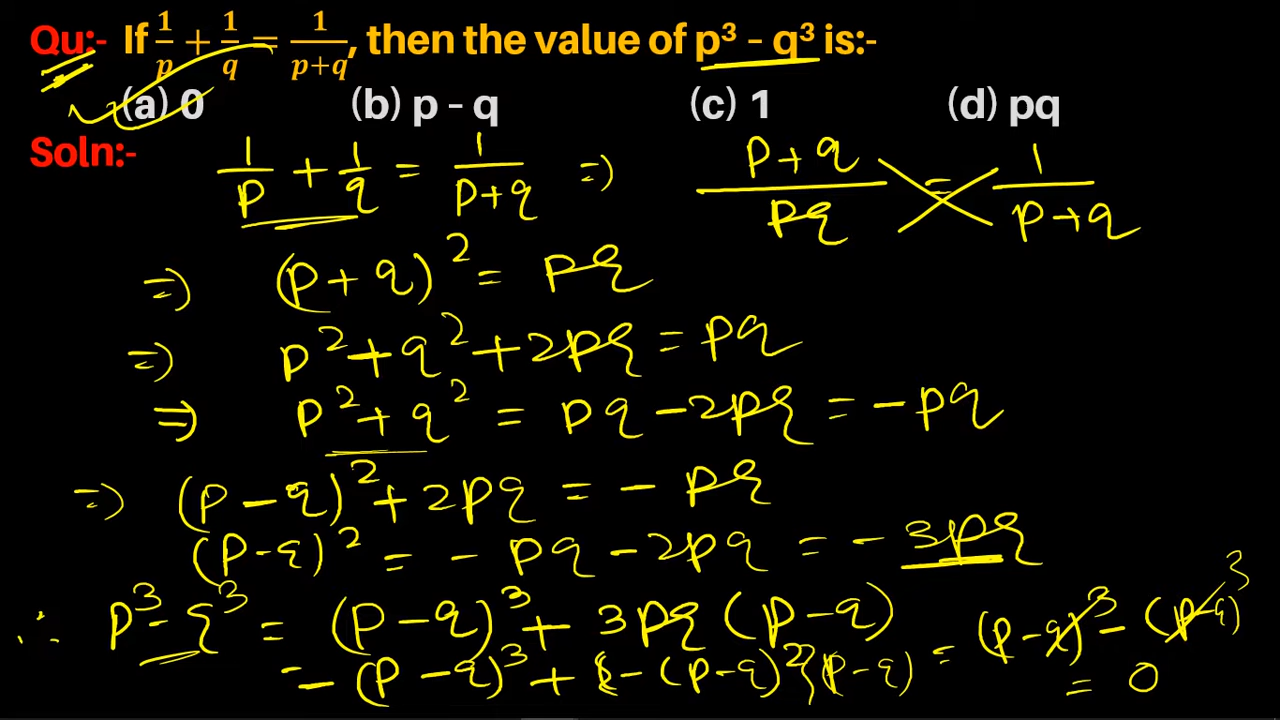 Qu:- If 1/p + 1/q = 1/(p+q), then the value of p³ - q³ is:-
(a) 0 (b) p - q (c) 1 (d) pq
Soln:- 1/p + 1/q = 1/(p+q) => (p+q)/pq = 1/(p+q)
=> (p+q)² = pq
=> p² + q² + 2pq = pq
=> p² + q² = pq - 2pq = - pq
=> (p - q)² + 2pq = - pq
(p - q)² = - pq - 2pq = - 3pq
∴ p³ - q³ = (p - q)³ + 3pq (p - q)
= - (p - q)³ + {- (p - q)²} (p - q) = (p - q)³ - (p - q)³
= 0